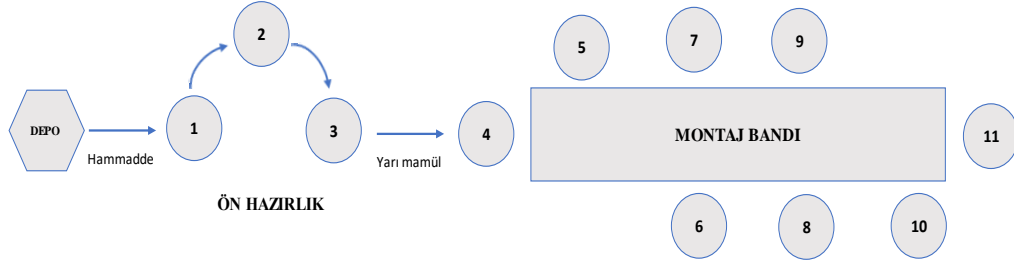 DEPO
Hammadde
1
2
3
ÖN HAZIRLIK
Yarı mamül
4
5
7
9
MONTAJ BANDI
11
6
8
10